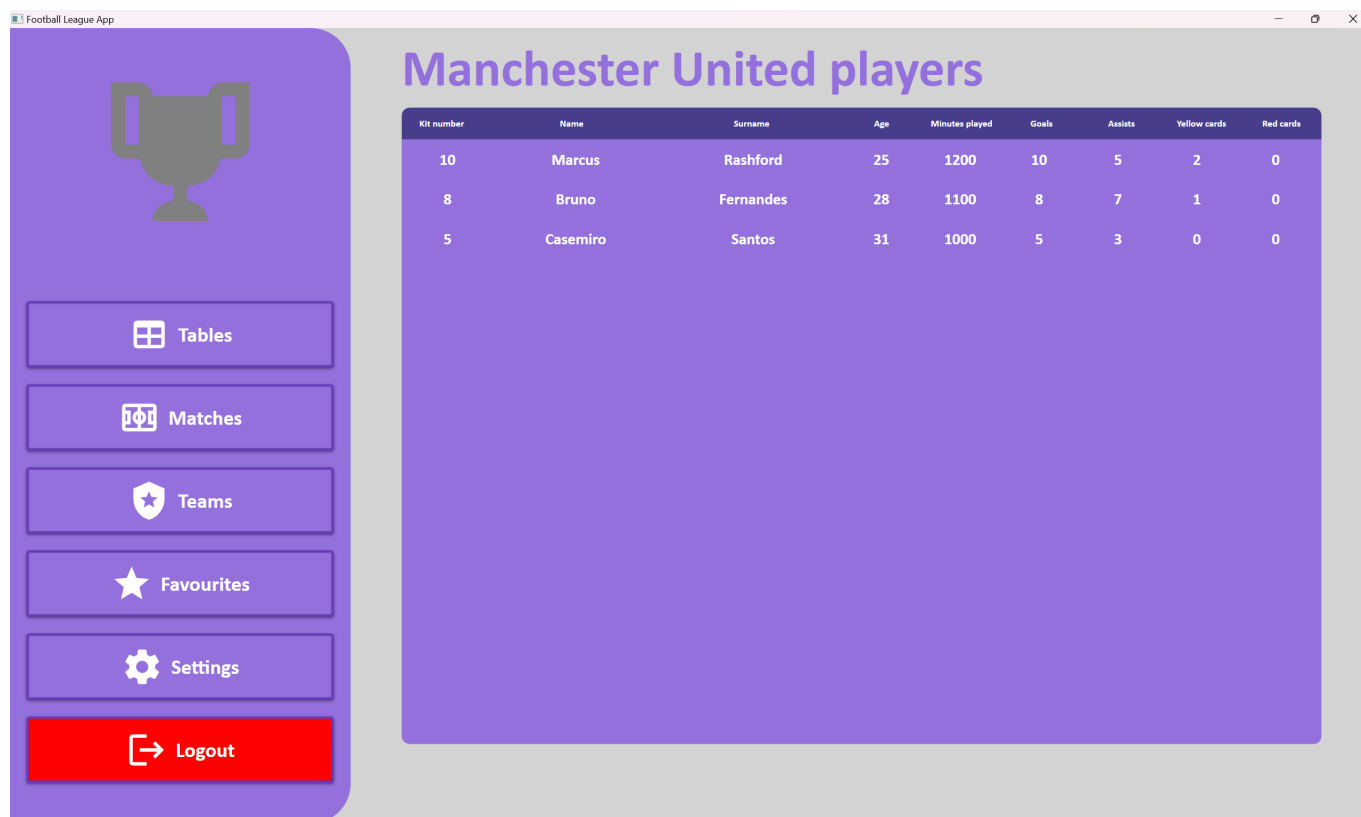 Football League App
Manchester United players
Kit number Name Surname Age Minutes played Goals Assists Yellow cards Red cards
10 Marcus Rashford 25 1200 10 5 2 0
8 Bruno Fernandes 28 1100 8 7 1 0
5 Casemiro Santos 31 1000 5 3 0 0
Tables
Matches
Teams
Favourites
Settings
Logout